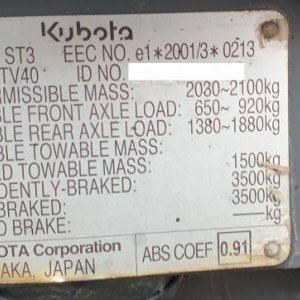 Kubota
ST3 EEC NO. e1*2001/3*0213
TV40 ID NO.
RMISSIBLE MASS: 2030~2100kg
BLE FRONT AXLE LOAD: 650~ 920kg
BLE REAR AXLE LOAD: 1380~1880kg
BLE TOWABLE MASS:
ED TOWABLE MASS: 1500kg
DENTLY-BRAKED: 3500kg
BRAKED: 3500kg
D BRAKE: —kg
OTA Corporation ABS COEF 0.91
AKA, JAPAN